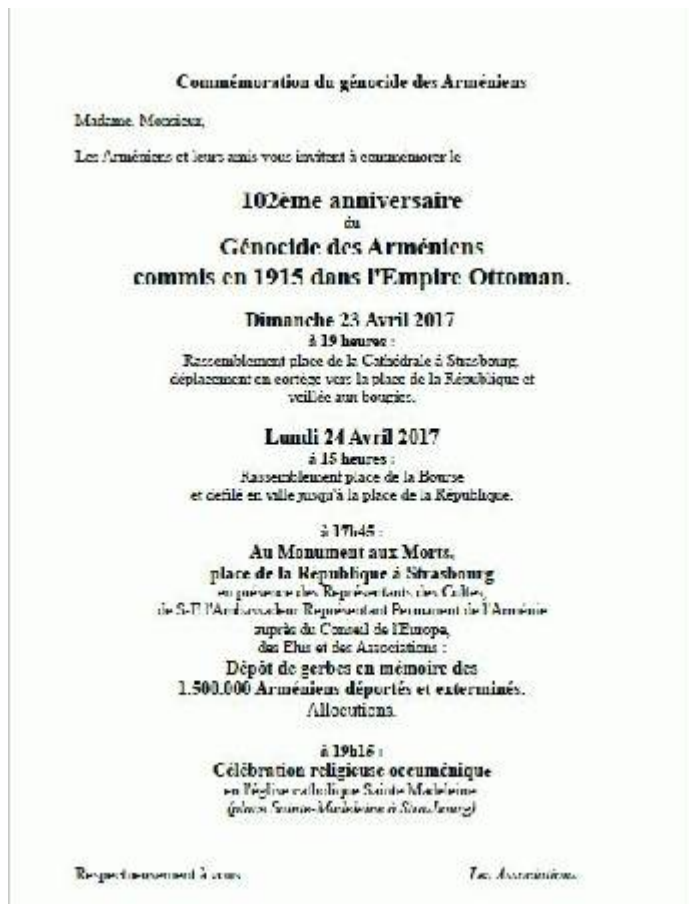 Commémoration du génocide des Arméniens
Madame, Monsieur,
Les Arméniens et leurs amis vous invitent à commémorer le
102ème anniversaire
du
Génocide des Arméniens
commis en 1915 dans l'Empire Ottoman.
Dimanche 23 Avril 2017
à 19 heures :
Rassemblement place de la Cathédrale à Strasbourg,
déplacement en cortège vers la place de la République et
veillée aux bougies.
Lundi 24 Avril 2017
à 15 heures :
Rassemblement place de la Bourse
et défilé en ville jusqu'à la place de la République.
à 17h45 :
Au Monument aux Morts,
place de la République à Strasbourg
en présence des Représentants des Cultes,
de S-E l'Ambassadeur Représentant Permanent de l'Arménie
auprès du Conseil de l'Europe,
des Elus et des Associations :
Dépôt de gerbes en mémoire des
1.500.000 Arméniens déportés et exterminés.
Allocutions.
à 19h15 :
Célébration religieuse oecuménique
en l'église catholique Sainte Madeleine
(place Sainte-Madeleine à Strasbourg)
Respectueusement à vous
Les Associations